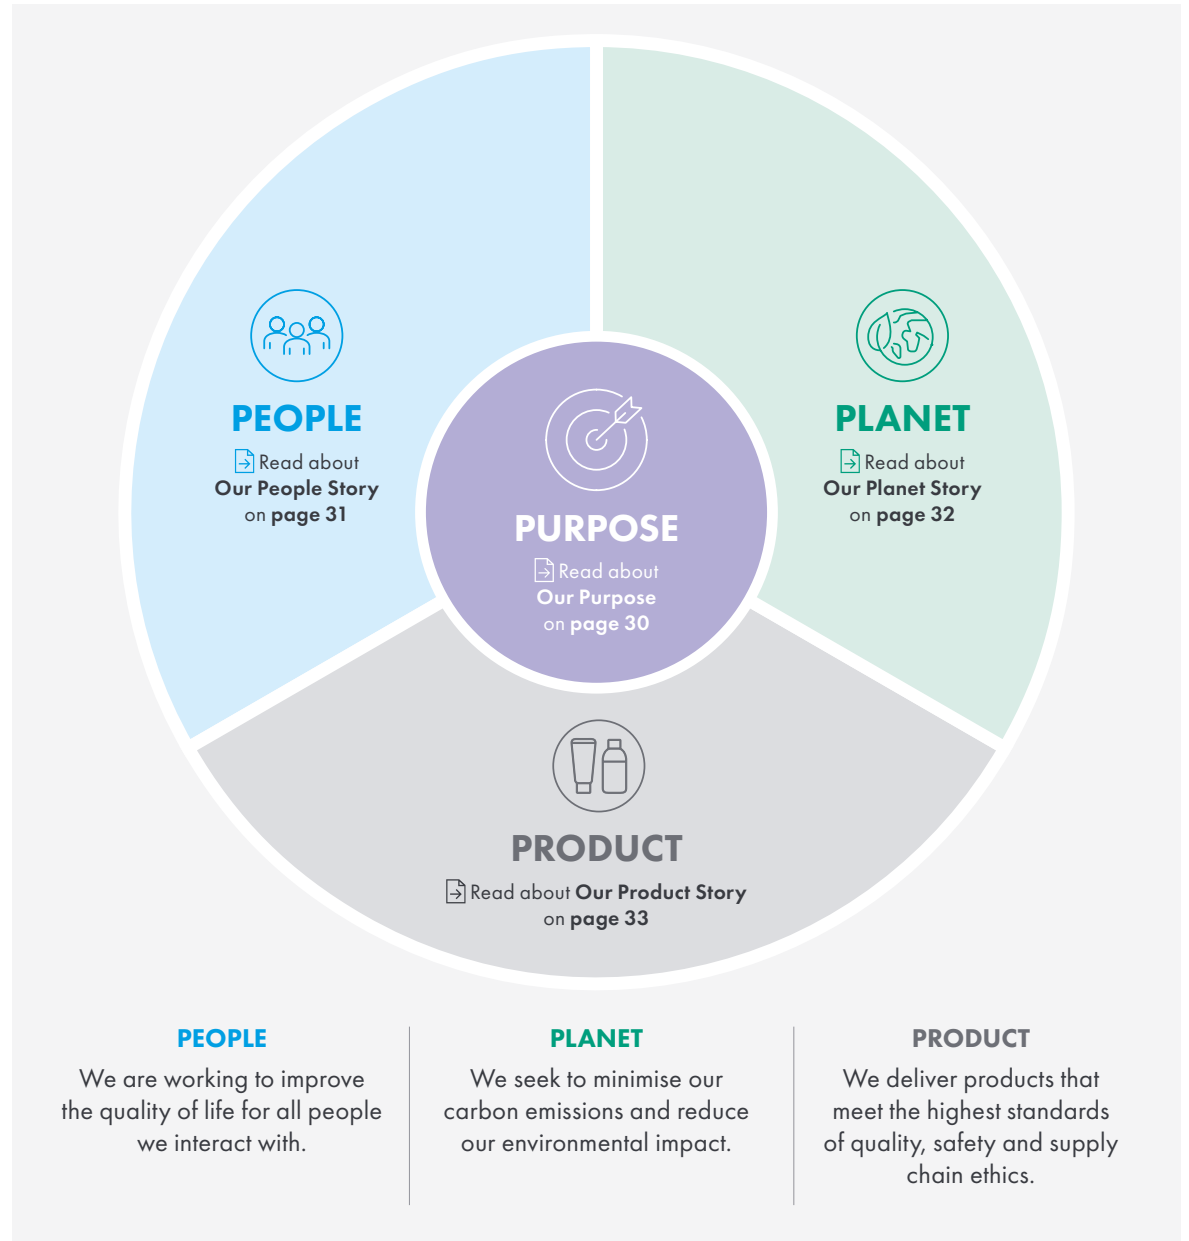 PEOPLE
Read about
Our People Story
on page 31
PLANET
Read about
Our Planet Story
on page 32
PURPOSE
Read about
Our Purpose
on page 30
PRODUCT
Read about Our Product Story
on page 33
PEOPLE
We are working to improve
the quality of life for all people
we interact with.
PLANET
We seek to minimise our
carbon emissions and reduce
our environmental impact.
PRODUCT
We deliver products that
meet the highest standards
of quality, safety and supply
chain ethics.